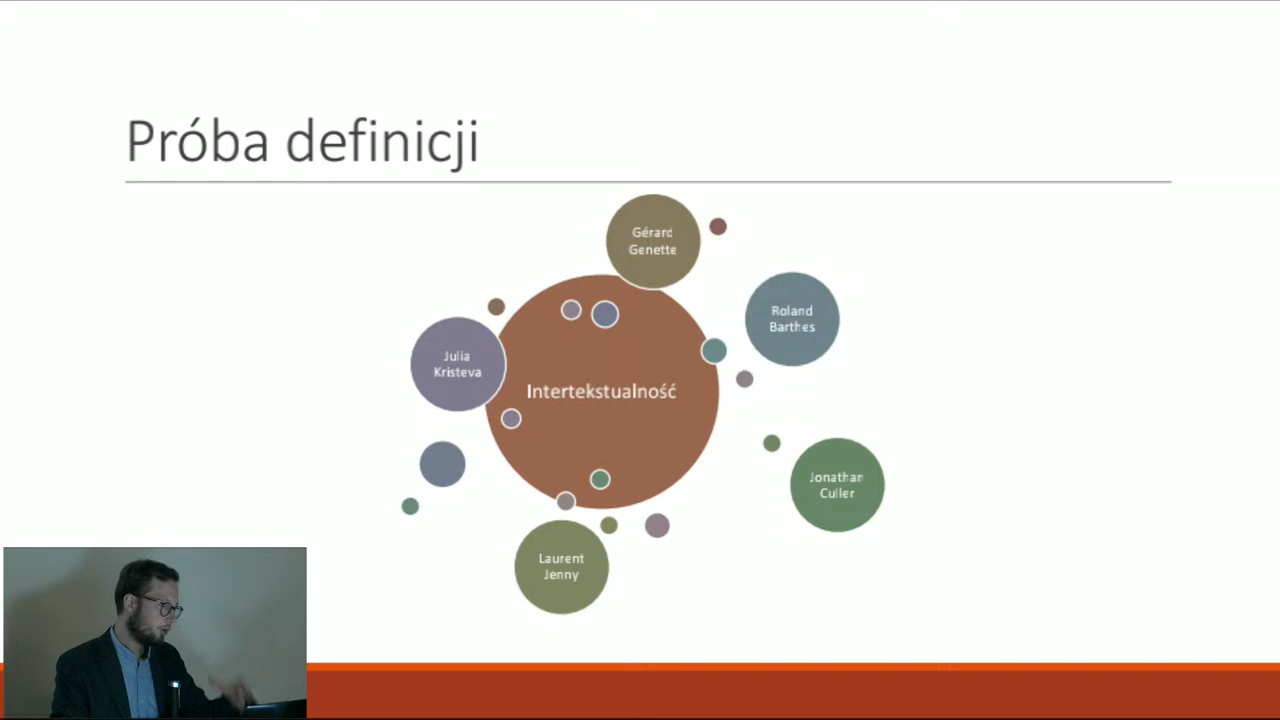 Próba definicji
Gérard
Genette
Roland
Barthes
Julia
Kristeva
Intertekstualność
Jonathan
Culler
Laurent
Jenny